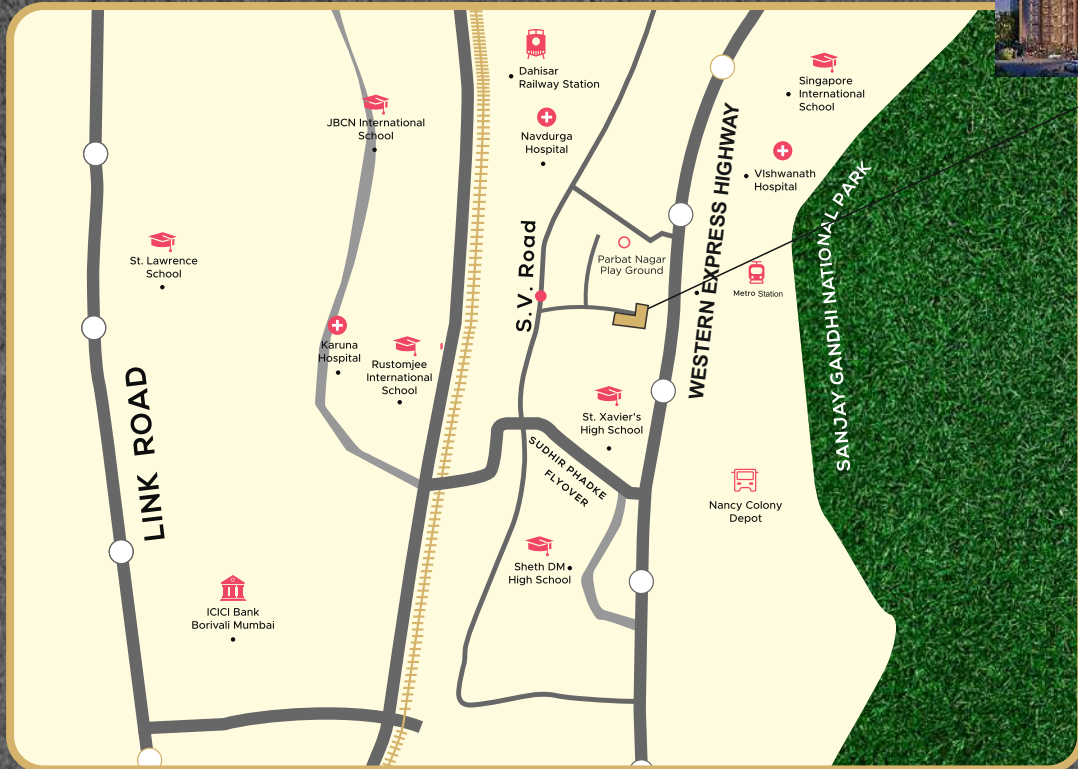 Dahisar
Railway Station
Singapore
International
School
JBCN International
School
Navdurga
Hospital
VIshwanath
Hospital
WESTERN EXPRESS HIGHWAY
SANJAY GANDHI NATIONAL PARK
St. Lawrence
School
S. V. Road
Parbat Nagar
Play Ground
Metro Station
Karuna
Hospital
Rustomjee
International
School
LINK ROAD
St. Xavier's
High School
SUDHIR PHADKE
FLYOVER
Nancy Colony
Depot
Sheth DM
High School
ICICI Bank
Borivali Mumbai